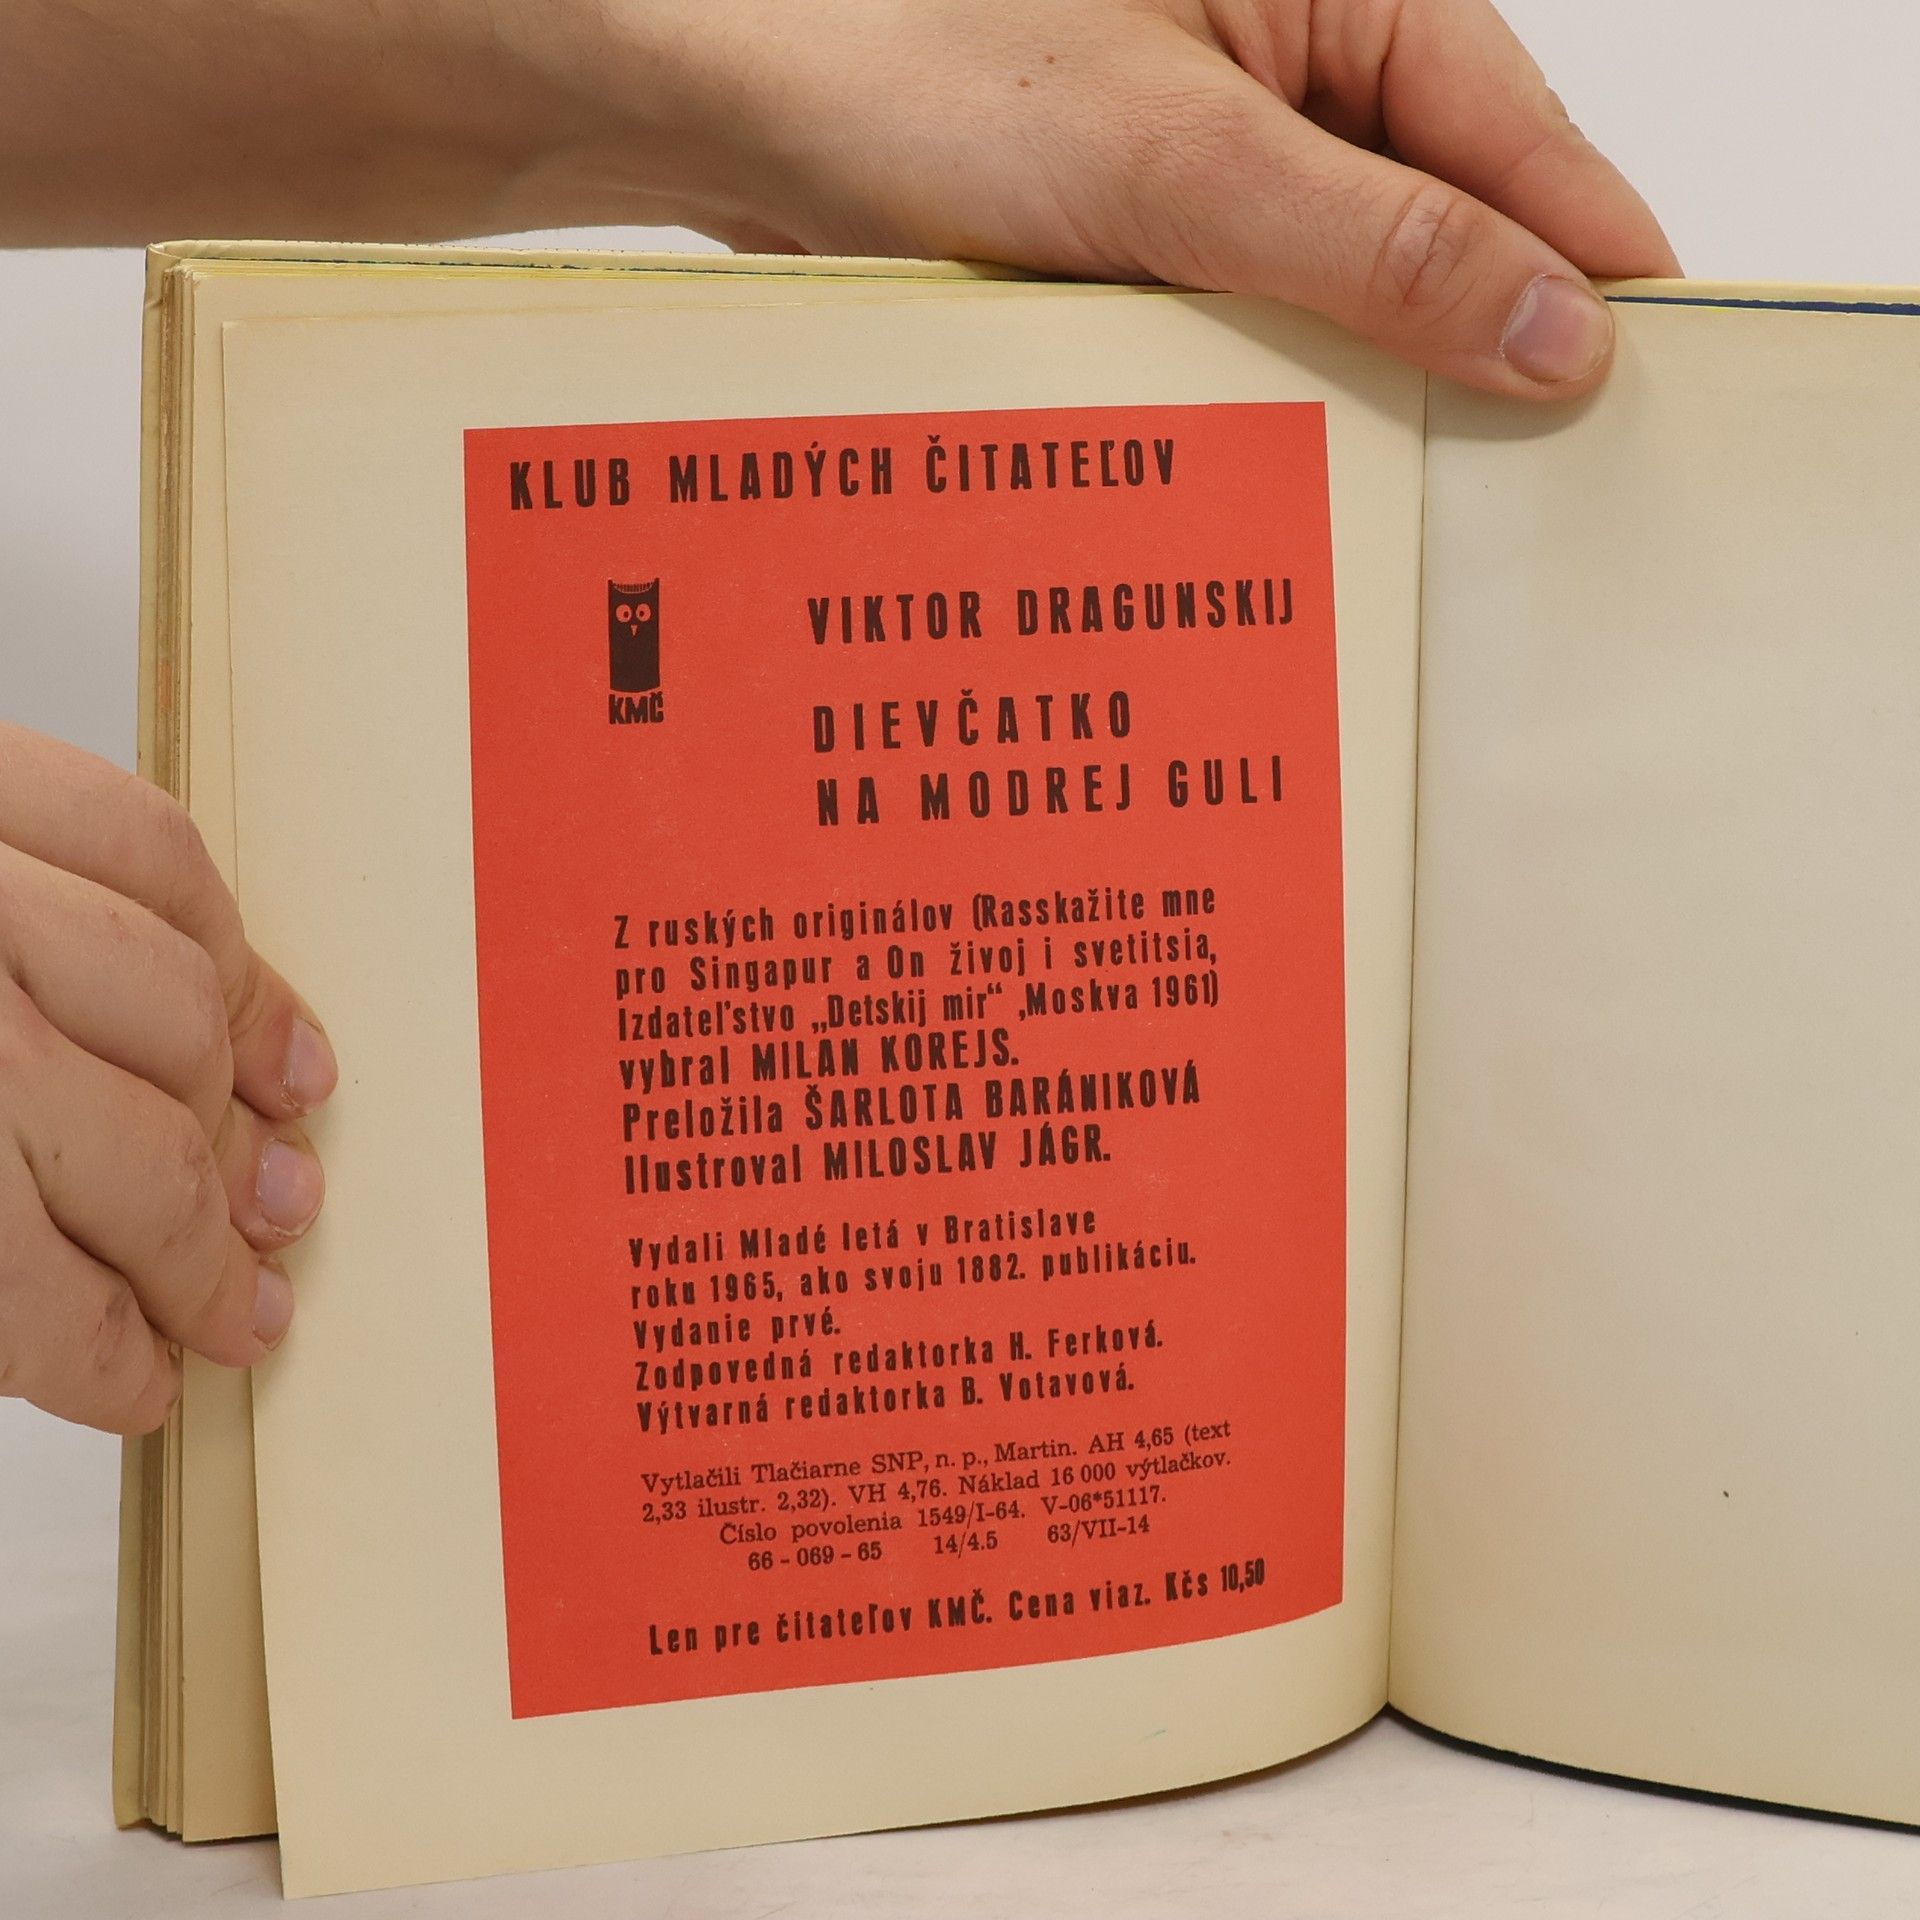 KLUB MLADÝCH ČITATEĽOV
KMČ
VIKTOR DRAGUNSKIJ
DIEVČATKO
NA MODREJ GULI
Z ruských originálov (Rasskažite mne
pro Singapur a On živoj i svetitsia,
Izdateľstvo „Detskij mir“ ,Moskva 1961)
vybral MILAN KOREJS.
Preložila ŠARLOTA BARÁNIKOVÁ
Ilustroval MILOSLAV JÁGR.
Vydali Mladé letá v Bratislave
roku 1965, ako svoju 1882. publikáciu.
Vydanie prvé.
Zodpovedná redaktorka H. Ferková.
Výtvarná redaktorka B. Votavová.
Vytlačili Tlačiarne SNP, n. p., Martin. AH 4,65 (text
2,33 ilustr. 2,32). VH 4,76. Náklad 16 000 výtlačkov.
Číslo povolenia 1549/I-64. V-06*51117.
66 - 069 - 65 14/4.5 63/VII-14
Len pre čitateľov KMČ. Cena viaz. Kčs 10,50